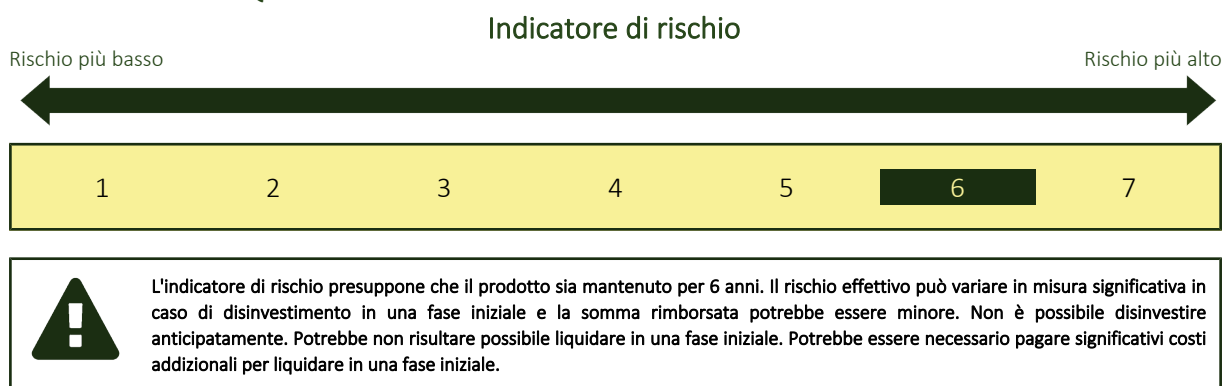 Indicatore di rischio
Rischio più basso
Rischio più alto
1 2 3 4 5 6 7
L'indicatore di rischio presuppone che il prodotto sia mantenuto per 6 anni. Il rischio effettivo può variare in misura significativa in
caso di disinvestimento in una fase iniziale e la somma rimborsata potrebbe essere minore. Non è possibile disinvestire
anticipatamente. Potrebbe non risultare possibile liquidare in una fase iniziale. Potrebbe essere necessario pagare significativi costi
addizionali per liquidare in una fase iniziale.